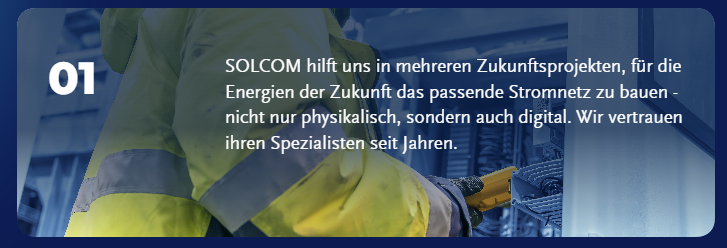 01
SOLCOM hilft uns in mehreren Zukunftsprojekten, für die
Energien der Zukunft das passende Stromnetz zu bauen -
nicht nur physikalisch, sondern auch digital. Wir vertrauen
ihren Spezialisten seit Jahren.